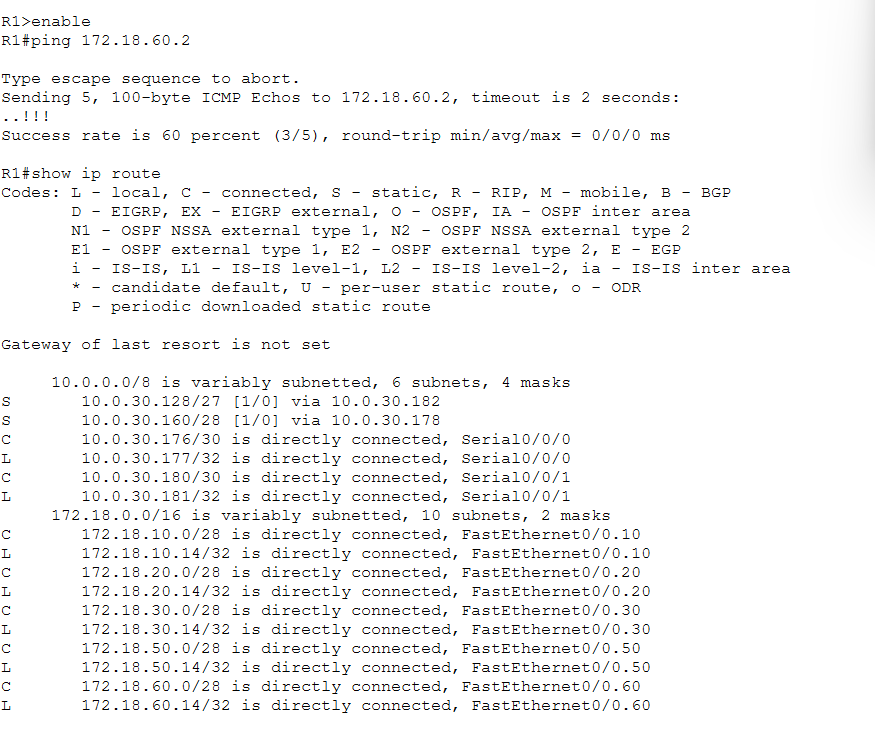 R1>enable
R1#ping 172.18.60.2
Type escape sequence to abort.
Sending 5, 100-byte ICMP Echos to 172.18.60.2, timeout is 2 seconds:
..!!!
Success rate is 60 percent (3/5), round-trip min/avg/max = 0/0/0 ms
R1#show ip route
Codes: L - local, C - connected, S - static, R - RIP, M - mobile, B - BGP
D - EIGRP, EX - EIGRP external, O - OSPF, IA - OSPF inter area
N1 - OSPF NSSA external type 1, N2 - OSPF NSSA external type 2
E1 - OSPF external type 1, E2 - OSPF external type 2, E - EGP
i - IS-IS, L1 - IS-IS level-1, L2 - IS-IS level-2, ia - IS-IS inter area
* - candidate default, U - per-user static route, o - ODR
P - periodic downloaded static route
Gateway of last resort is not set
10.0.0.0/8 is variably subnetted, 6 subnets, 4 masks
S 10.0.30.128/27 [1/0] via 10.0.30.182
S 10.0.30.160/28 [1/0] via 10.0.30.178
C 10.0.30.176/30 is directly connected, Serial0/0/0
L 10.0.30.177/32 is directly connected, Serial0/0/0
C 10.0.30.180/30 is directly connected, Serial0/0/1
L 10.0.30.181/32 is directly connected, Serial0/0/1
172.18.0.0/16 is variably subnetted, 10 subnets, 2 masks
C 172.18.10.0/28 is directly connected, FastEthernet0/0.10
L 172.18.10.14/32 is directly connected, FastEthernet0/0.10
C 172.18.20.0/28 is directly connected, FastEthernet0/0.20
L 172.18.20.14/32 is directly connected, FastEthernet0/0.20
C 172.18.30.0/28 is directly connected, FastEthernet0/0.30
L 172.18.30.14/32 is directly connected, FastEthernet0/0.30
C 172.18.50.0/28 is directly connected, FastEthernet0/0.50
L 172.18.50.14/32 is directly connected, FastEthernet0/0.50
C 172.18.60.0/28 is directly connected, FastEthernet0/0.60
L 172.18.60.14/32 is directly connected, FastEthernet0/0.60